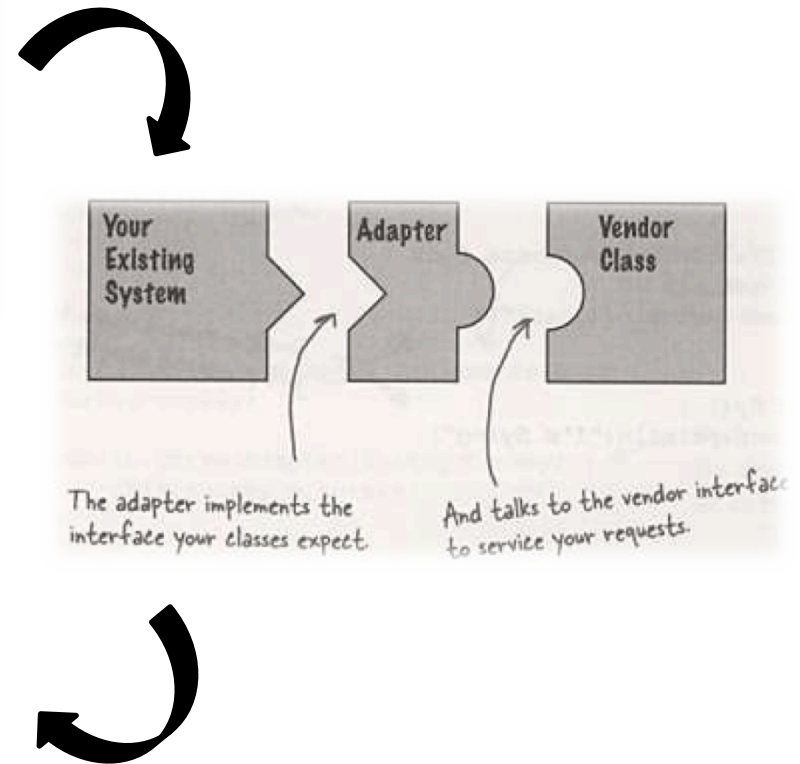 Your
Existing
System
Adapter
Vendor
Class
The adapter implements the
interface your classes expect.
And talks to the vendor interface
to service your requests.